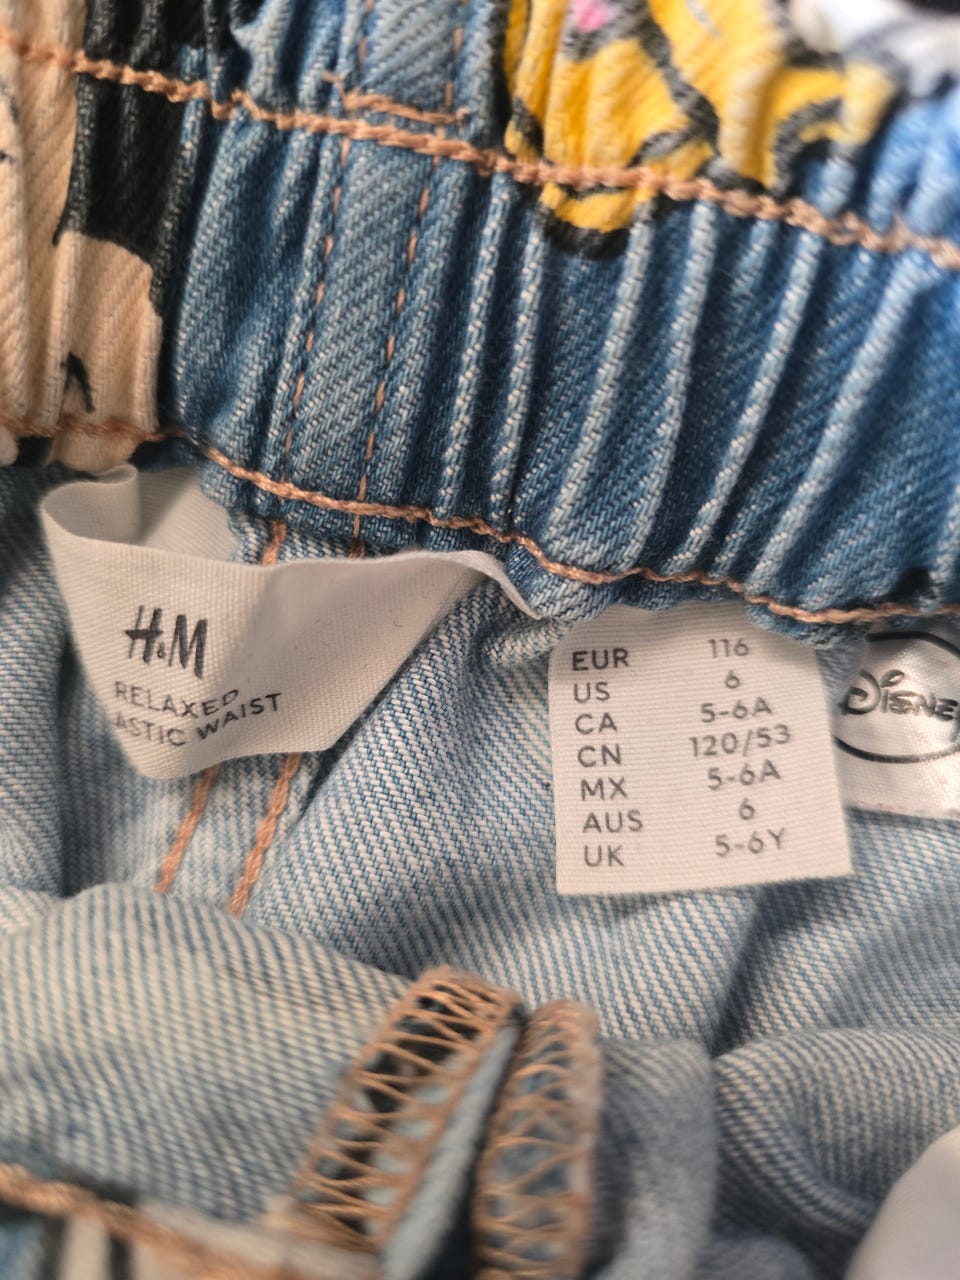 H&M
RELAXED
ASTIC WAIST
EUR 116
US 6
CA 5-6A
CN 120/53
MX 5-6A
AUS 6
UK 5-6Y
Disney